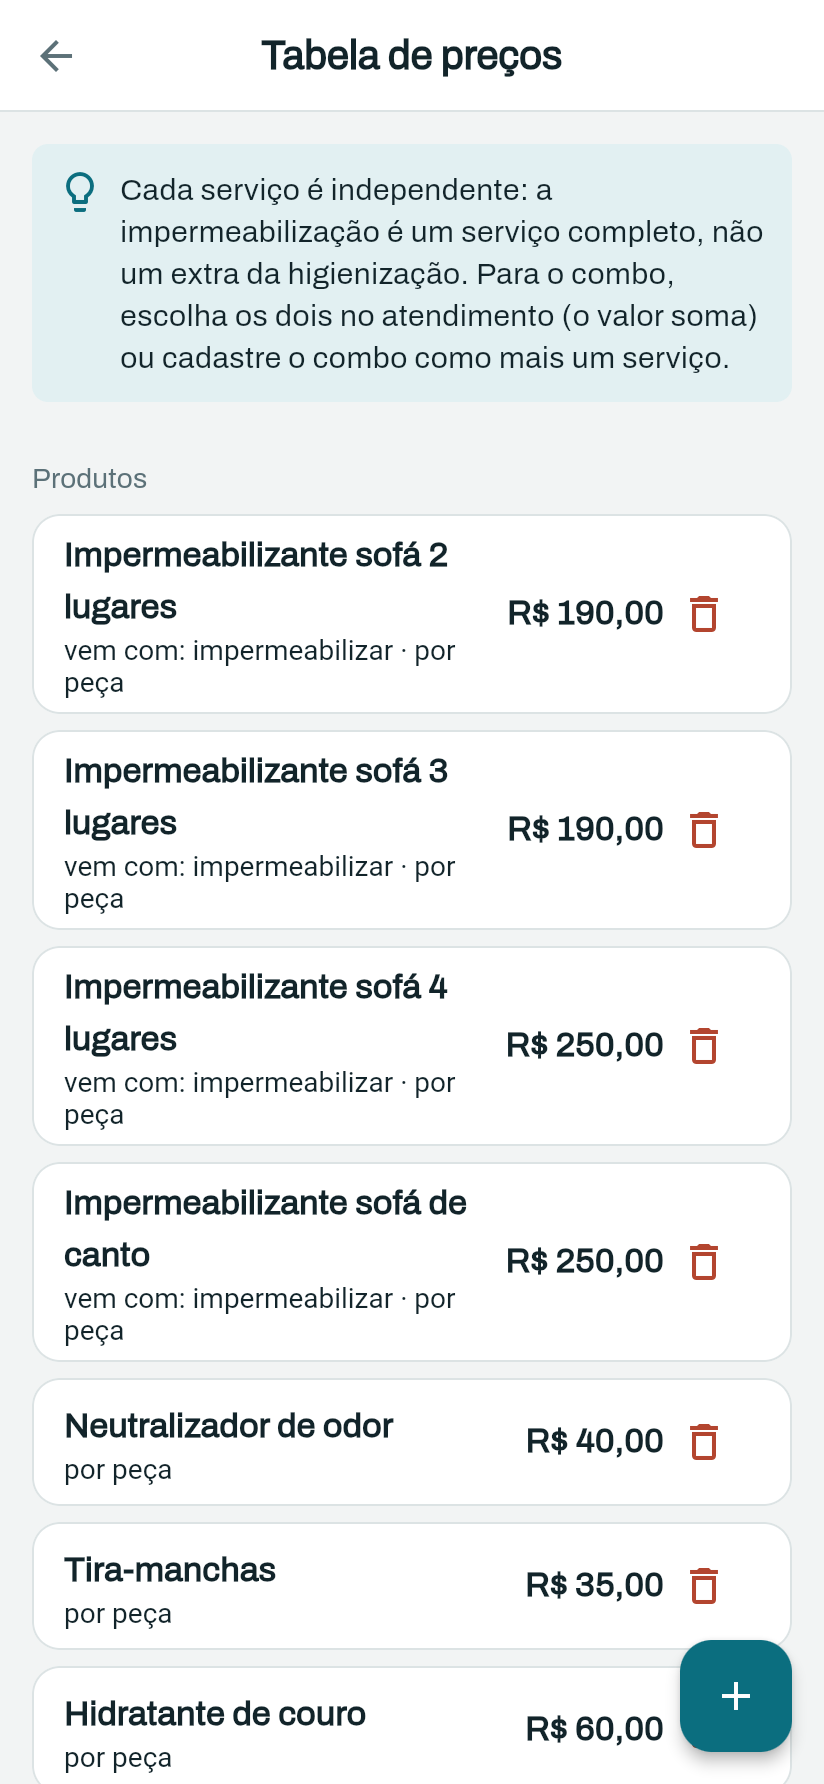 Tabela de preços
Cada serviço é independente: a
impermeabilização é um serviço completo, não
um extra da higienização. Para o combo,
escolha os dois no atendimento (o valor soma)
ou cadastre o combo como mais um serviço.
Produtos
Impermeabilizante sofá 2
lugares
vem com: impermeabilizar · por
peça
R$ 190,00
Impermeabilizante sofá 3
lugares
vem com: impermeabilizar · por
peça
R$ 190,00
Impermeabilizante sofá 4
lugares
vem com: impermeabilizar · por
peça
R$ 250,00
Impermeabilizante sofá de
canto
vem com: impermeabilizar · por
peça
R$ 250,00
Neutralizador de odor
por peça
R$ 40,00
Tira-manchas
por peça
R$ 35,00
Hidratante de couro
por peça
R$ 60,00